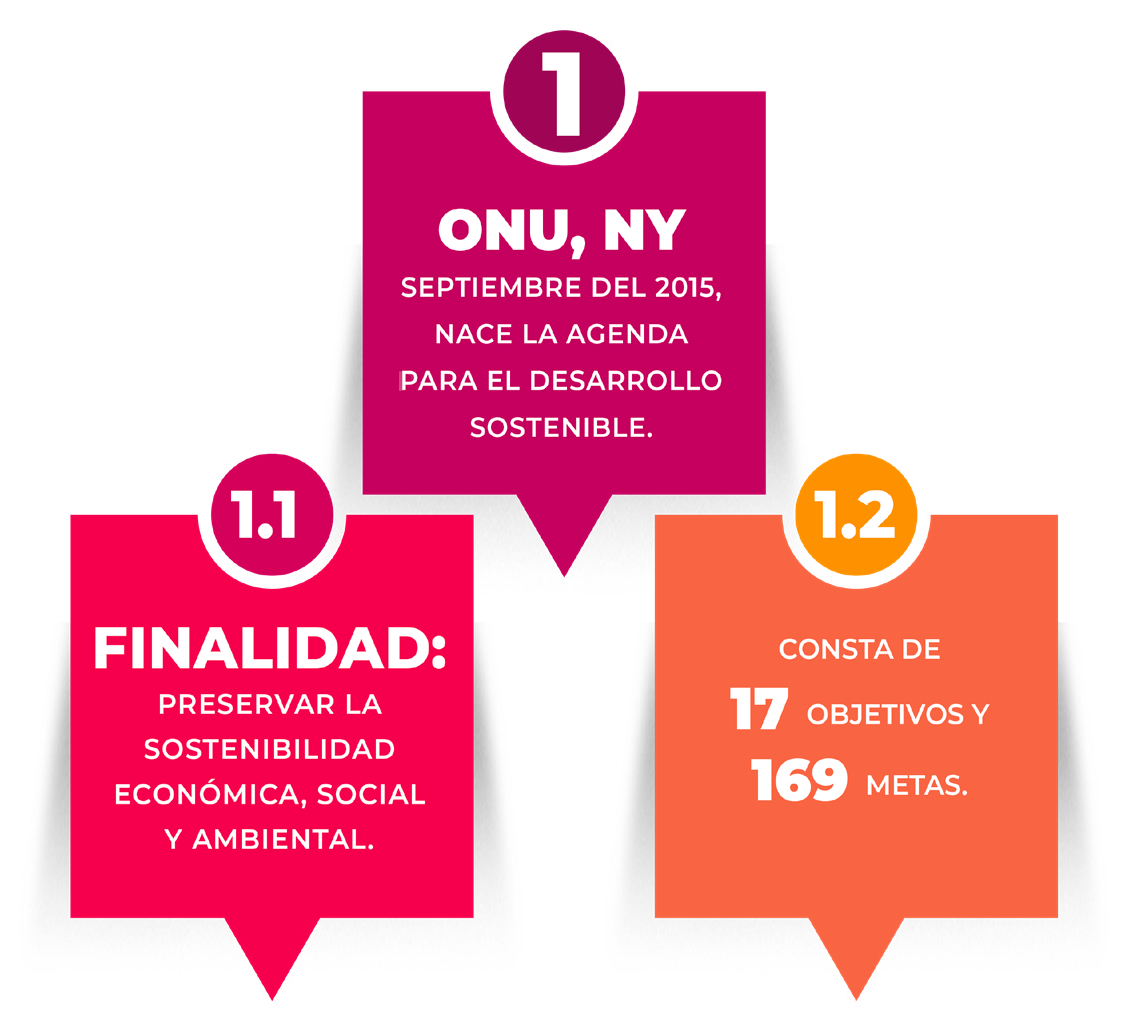 1
ONU, NY
SEPTIEMBRE DEL 2015,
NACE LA AGENDA
PARA EL DESARROLLO
SOSTENIBLE.
1.1
FINALIDAD:
PRESERVAR LA
SOSTENIBILIDAD
ECONÓMICA, SOCIAL
Y AMBIENTAL.
1.2
CONSTA DE
17 OBJETIVOS Y
169 METAS.